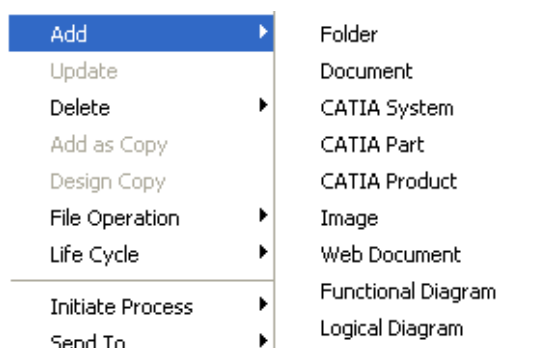 Add
Update
Delete
Add as Copy
Design Copy
File Operation
Life Cycle
Initiate Process
Send To
Folder
Document
CATIA System
CATIA Part
CATIA Product
Image
Web Document
Functional Diagram
Logical Diagram